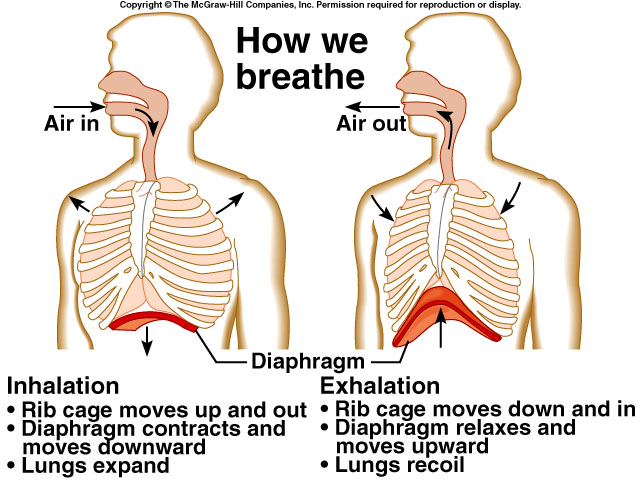 Copyright © The McGraw-Hill Companies, Inc. Permission required for reproduction or display.
How we
breathe
Air in
Air out
Diaphragm
Inhalation
• Rib cage moves up and out
• Diaphragm contracts and
moves downward
• Lungs expand
Exhalation
• Rib cage moves down and in
• Diaphragm relaxes and
moves upward
• Lungs recoil